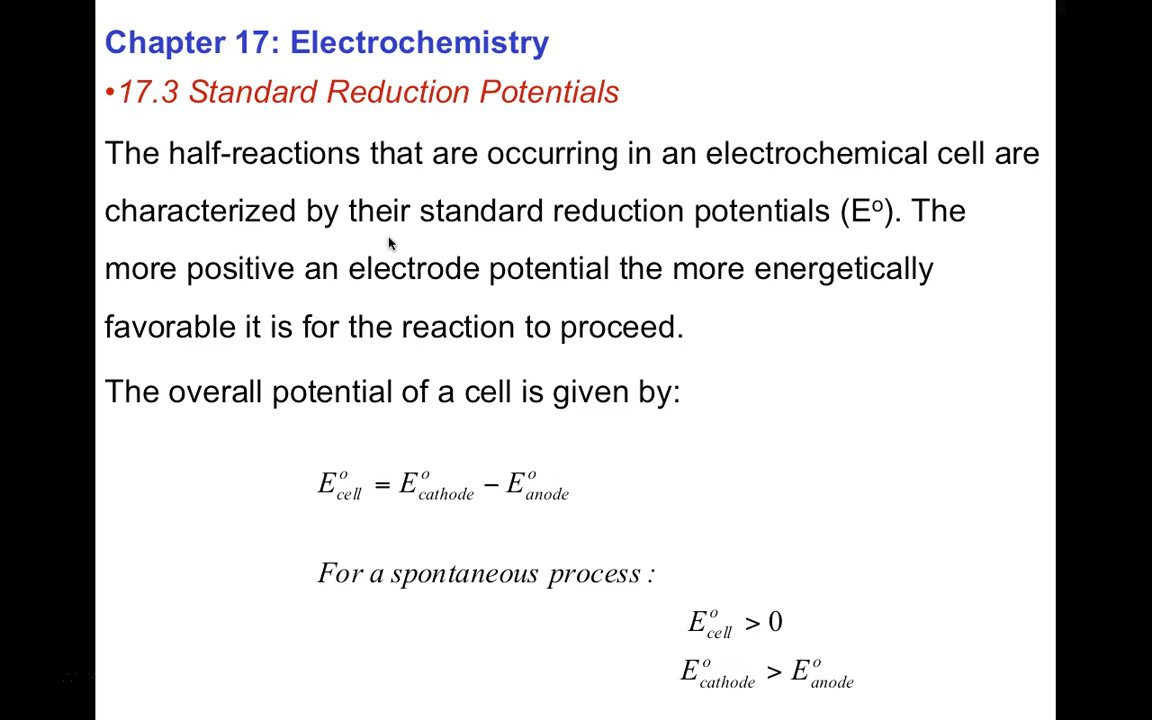 Chapter 17: Electrochemistry
•17.3 Standard Reduction Potentials
The half-reactions that are occurring in an electrochemical cell are
characterized by their standard reduction potentials (Eº). The
more positive an electrode potential the more energetically
favorable it is for the reaction to proceed.
The overall potential of a cell is given by:
E°cell = E°cathode − E°anode
For a spontaneous process :
E°cell > 0
E°cathode > E°anode